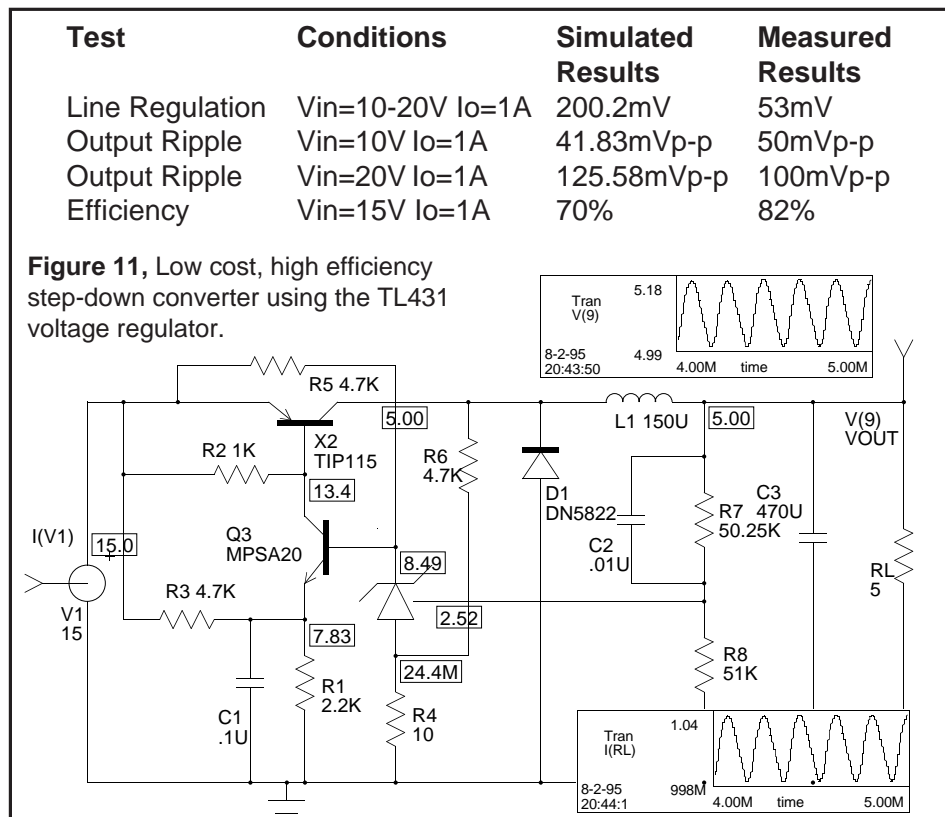 Test Conditions Simulated Results Measured Results
Line Regulation Vin=10-20V Io=1A 200.2mV 53mV
Output Ripple Vin=10V Io=1A 41.83mVp-p 50mVp-p
Output Ripple Vin=20V Io=1A 125.58mVp-p 100mVp-p
Efficiency Vin=15V Io=1A 70% 82%
Figure 11, Low cost, high efficiency
step-down converter using the TL431
voltage regulator.
Tran
V(9)
5.18
4.99
8-2-95
20:43:50
4.00M time 5.00M
R5 4.7K
X2
TIP115
5.00
R6
4.7K
L1 150U
5.00
V(9)
VOUT
R2 1K
13.4
D1
DN5822
C2
.01U
R7
50.25K
C3
470U
RL
5
I(V1)
15.0
V1
15
Q3
MPSA20
8.49
R3 4.7K
2.52
7.83
24.4M
C1
.1U
R1
2.2K
R4
10
R8
51K
Tran
I(RL)
1.04
998M
8-2-95
20:44:1
4.00M time 5.00M